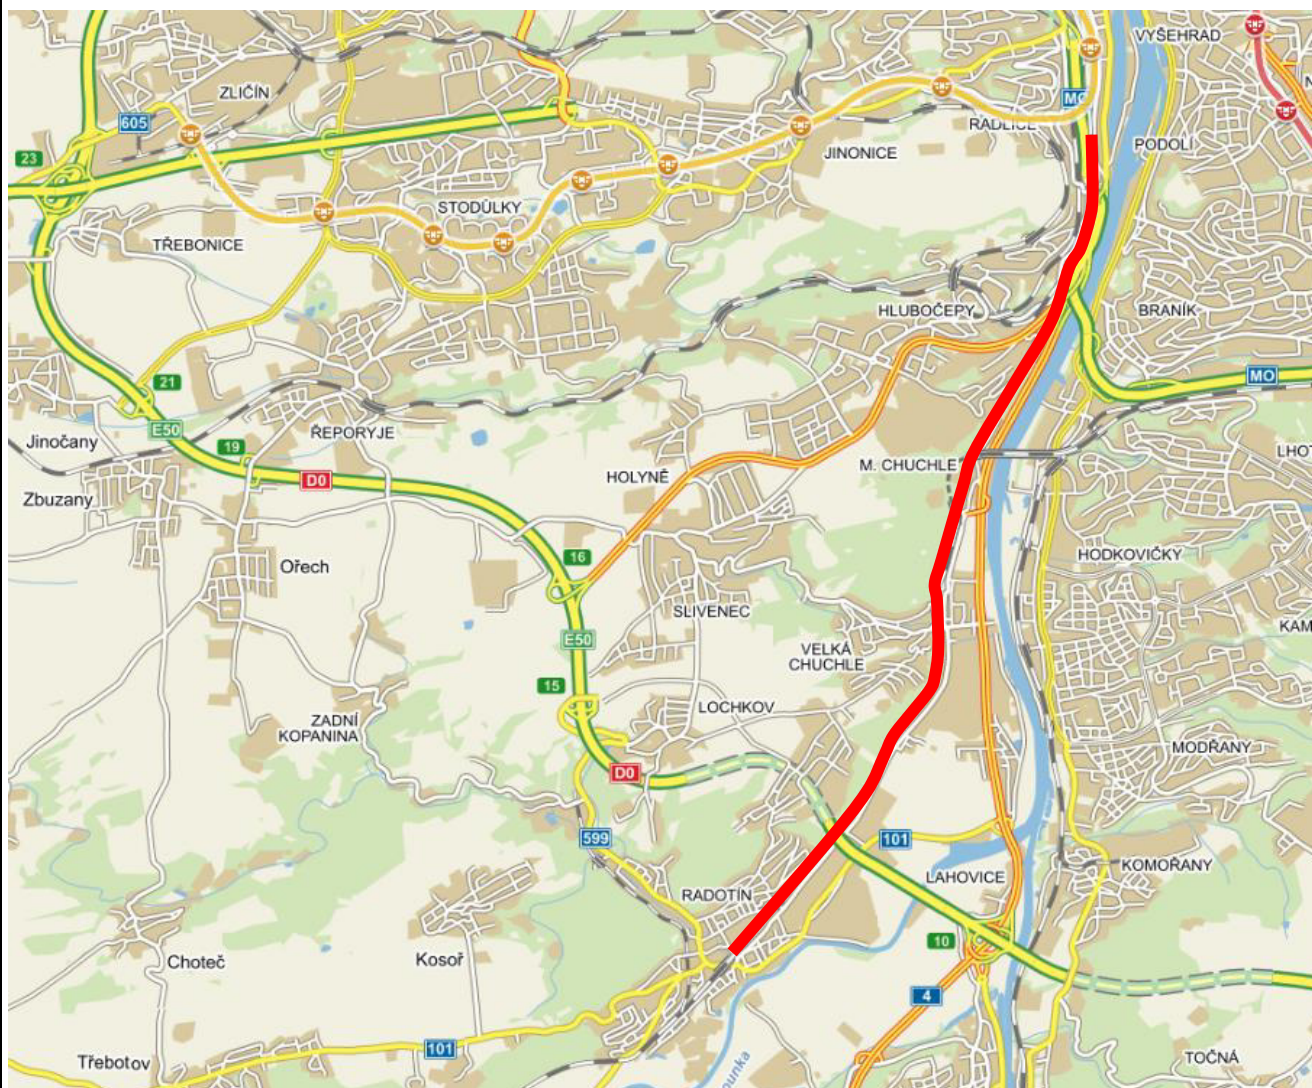 VYŠEHRAD
ZLIČÍN
605
MO
RADLICE
PODOLÍ
JINONICE
23
STODŮLKY
TŘEBONICE
HLUBOČEPY
BRANÍK
21
MO
E50
ŘEPORYJE
Jinočany
19
M. CHUCHLE
LHOT
D0
HOLYNĚ
Zbuzany
16
HODKOVIČKY
Ořech
SLIVENEC
E50
KAM
VELKÁ
CHUCHLE
15
LOCHKOV
ZADNÍ
KOPANINA
MODŘANY
D0
599
101
KOMOŘANY
LAHOVICE
RADOTÍN
10
Choteč
Kosoř
4
101
Třebotov
TOČNÁ
ounka